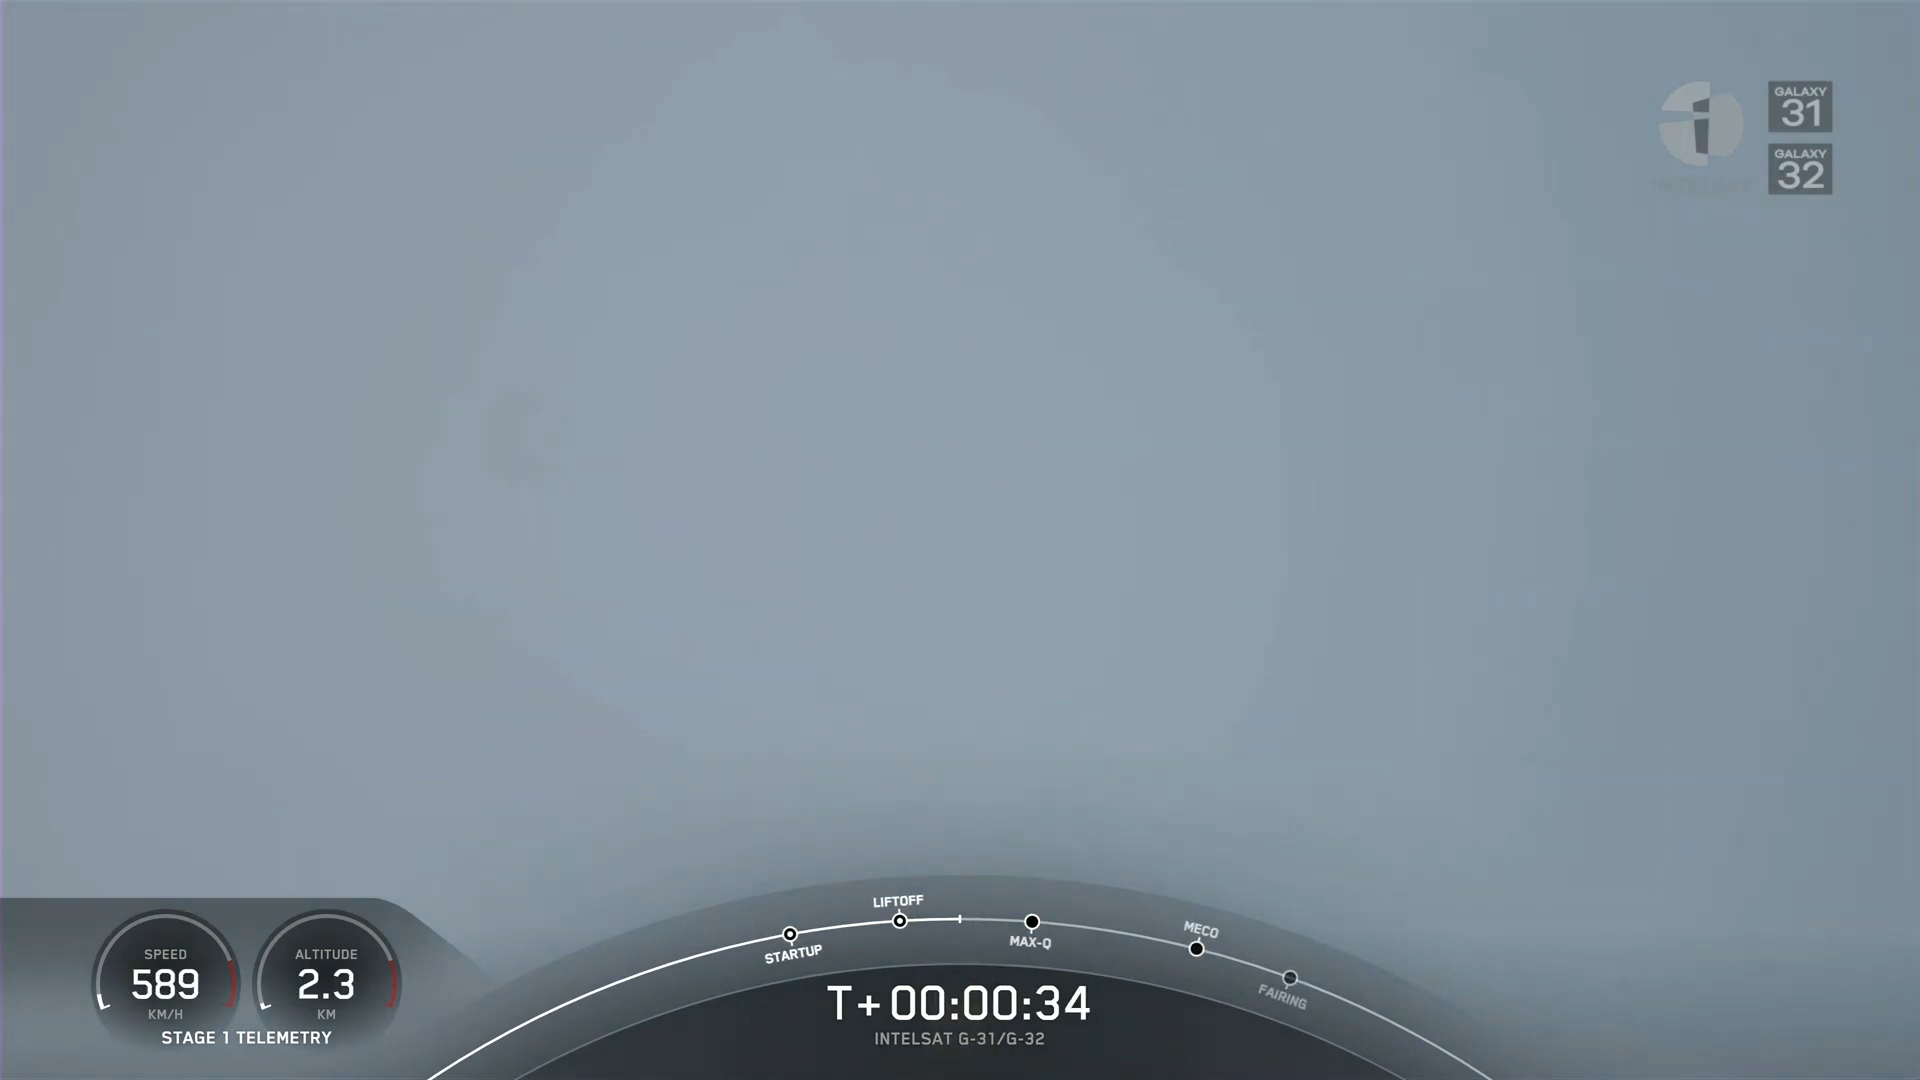 GALAXY
31
GALAXY
32
LIFTOFF
STARTUP
MAX-Q
MECO
FAIRING
SPEED
589
KM/H
ALTITUDE
2.3
KM
STAGE 1 TELEMETRY
T+00:00:34
INTELSAT G-31/G-32